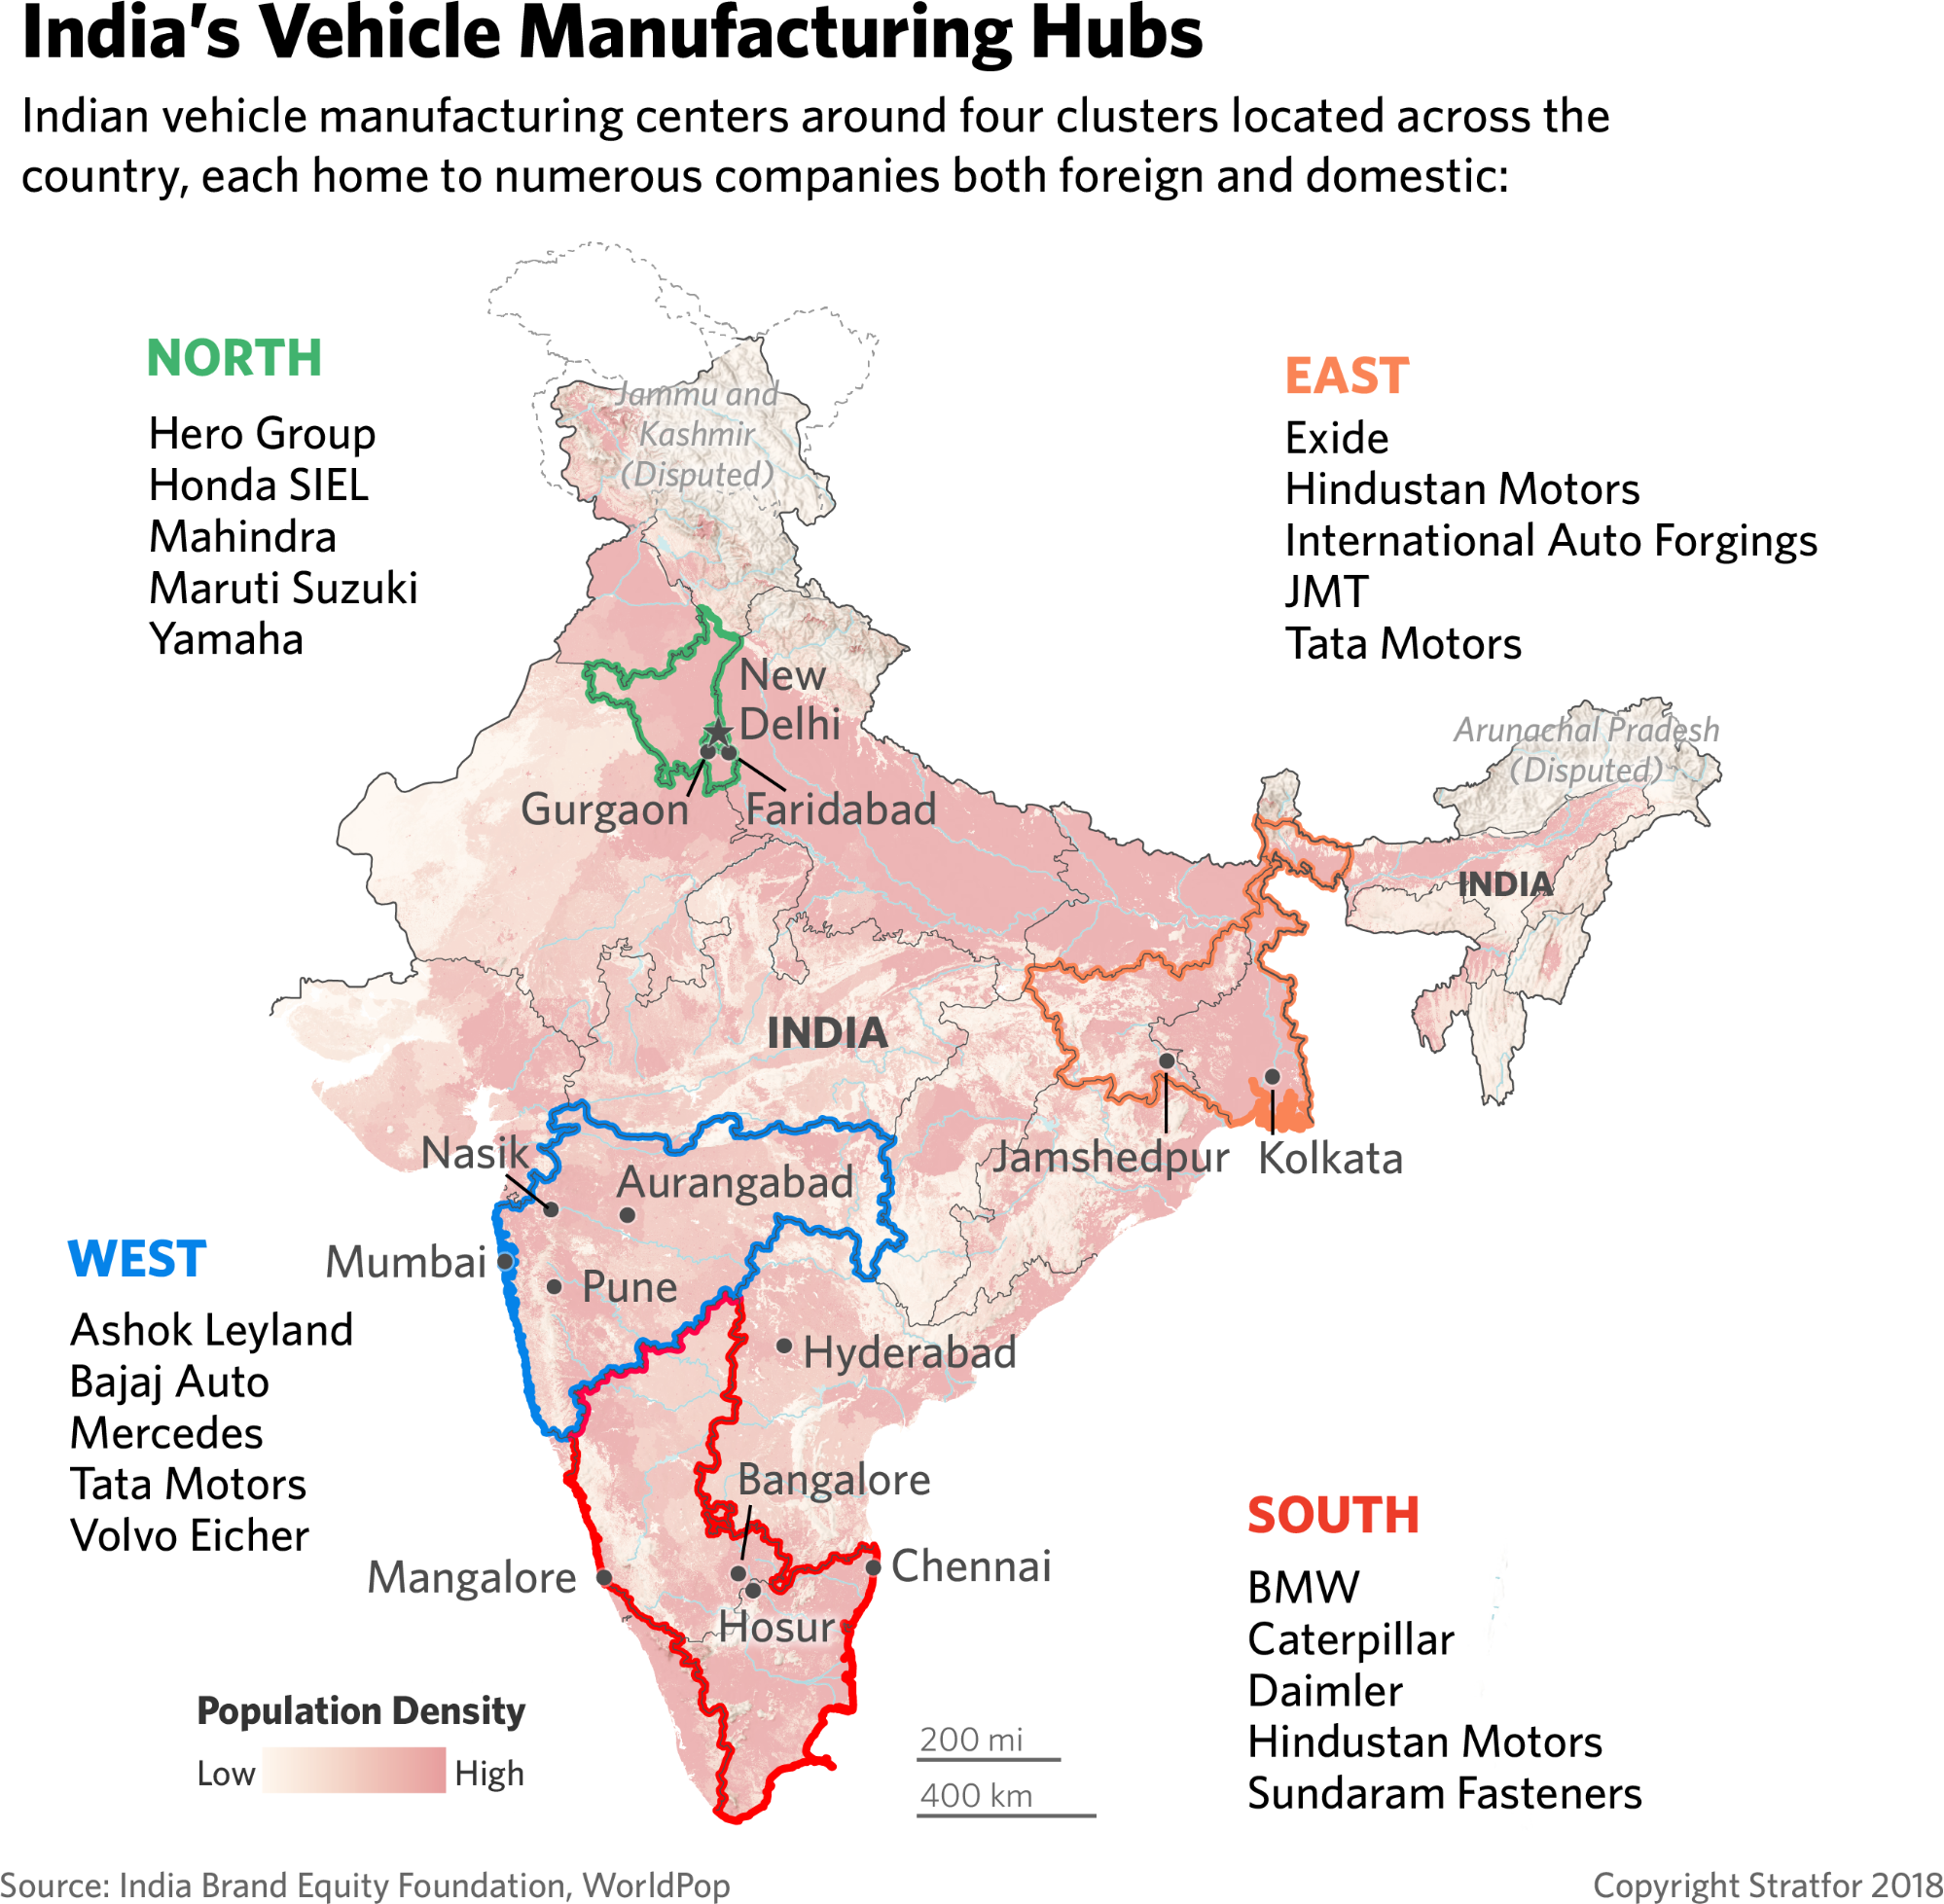 India's Vehicle Manufacturing Hubs
Indian vehicle manufacturing centers around four clusters located across the
country, each home to numerous companies both foreign and domestic:
NORTH
Hero Group
Honda SIEL
Mahindra
Maruti Suzuki
Yamaha
EAST
Exide
Hindustan Motors
International Auto Forgings
JMT
Tata Motors
Jammu and
Kashmir
(Disputed)
New
Delhi
Gurgaon
Faridabad
Arunachal Pradesh
(Disputed)
INDIA
INDIA
Jamshedpur
Kolkata
Nasik
Aurangabad
Mumbai
Pune
Hyderabad
WEST
Ashok Leyland
Bajaj Auto
Mercedes
Tata Motors
Volvo Eicher
Bangalore
Mangalore
Chennai
Hosur
SOUTH
BMW
Caterpillar
Daimler
Hindustan Motors
Sundaram Fasteners
Population Density
Low
High
200 mi
400 km
Source: India Brand Equity Foundation, WorldPop
Copyright Stratfor 2018